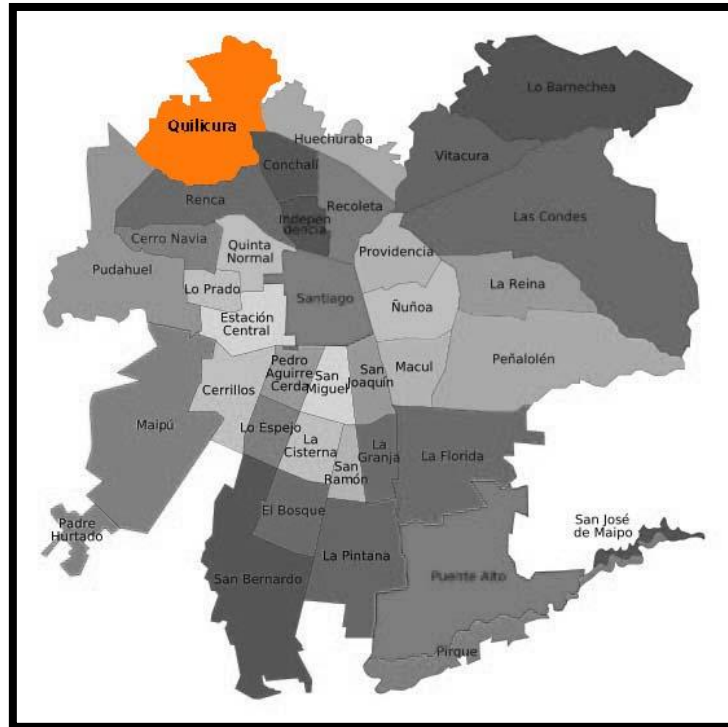 Lo Barnechea
Quilicura
Huechuraba
Vitacura
Conchalí
Renca
Recoleta
Indepen
dencia
Las Condes
Cerro Navia
Quinta
Normal
Providencia
Pudahuel
Lo Prado
La Reina
Santiago
Ñuñoa
Estación
Central
Pedro
Aguirre
Cerda
San
Miguel
San
Joaquín
Macul
Peñalolén
Cerrillos
Maipú
Lo Espejo
La
Cisterna
La
Granja
La Florida
San
Ramón
El Bosque
Padre
Hurtado
San José
de Maipo
La Pintana
San Bernardo
Puente Alto
Pirque